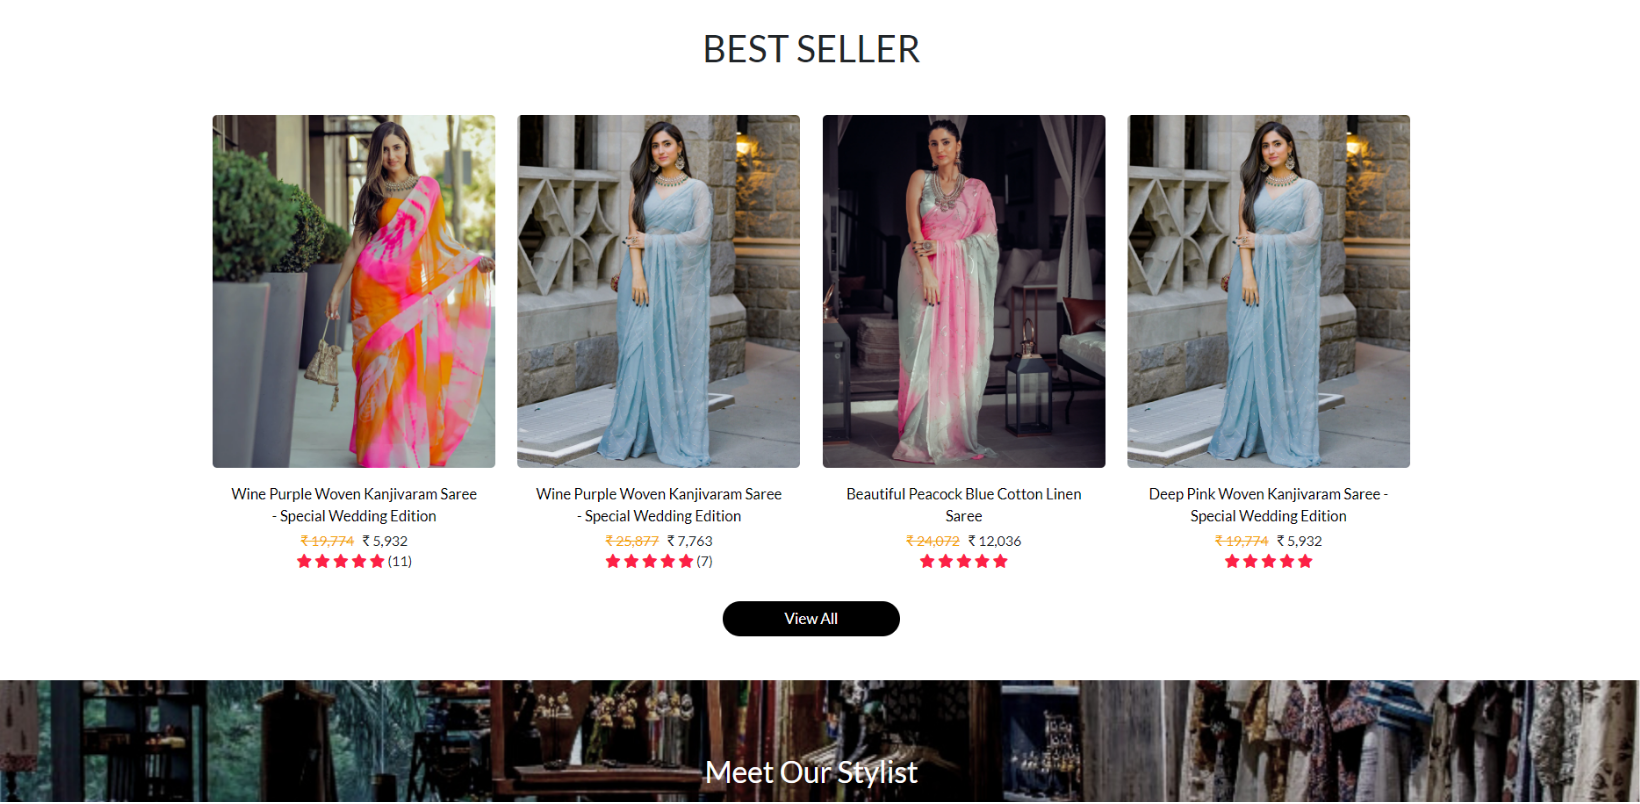 BEST SELLER
Wine Purple Woven Kanjivaram Saree
- Special Wedding Edition
₹ 19,774 ₹ 5,932
(11)
Wine Purple Woven Kanjivaram Saree
- Special Wedding Edition
₹ 25,877 ₹ 7,763
(7)
Beautiful Peacock Blue Cotton Linen
Saree
₹ 24,072 ₹ 12,036
Deep Pink Woven Kanjivaram Saree -
Special Wedding Edition
₹ 19,774 ₹ 5,932
View All
Meet Our Stylist